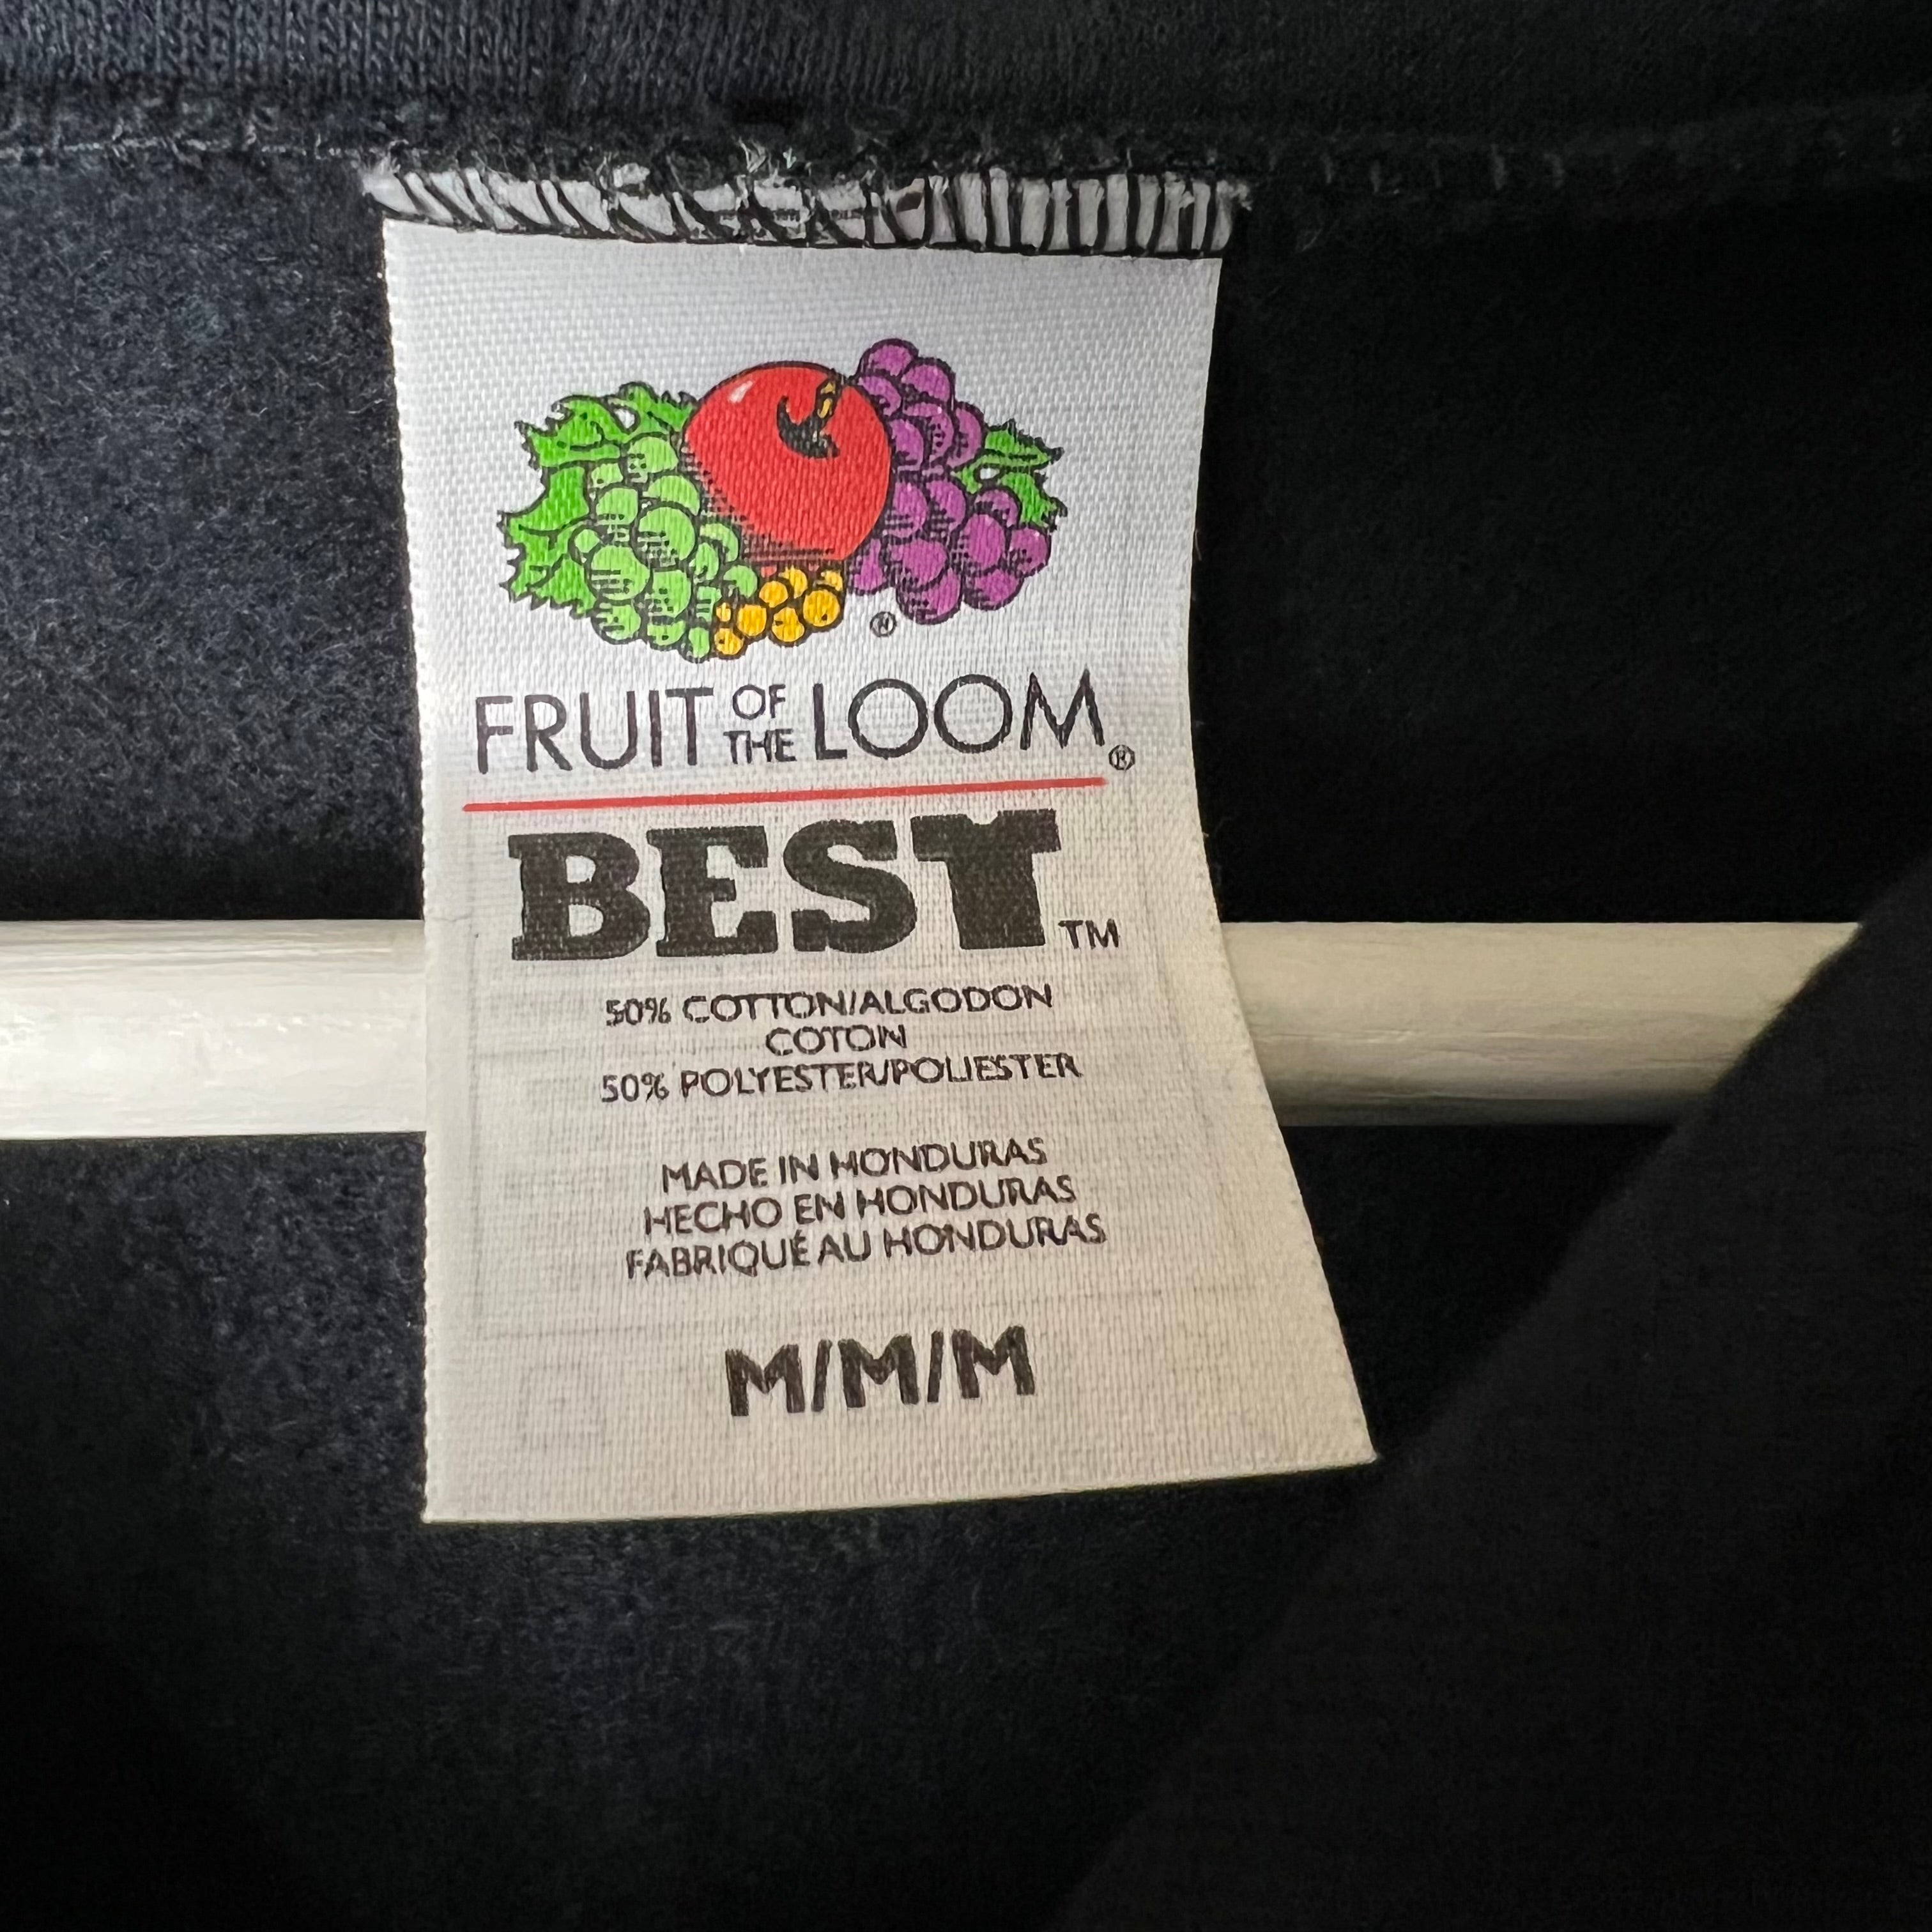 ®
FRUIT OF THE LOOM®
BEST™
50% COTTON/ALGODON
COTON
50% POLYESTER/POLIESTER
MADE IN HONDURAS
HECHO EN HONDURAS
FABRIQUÉ AU HONDURAS
M/M/M